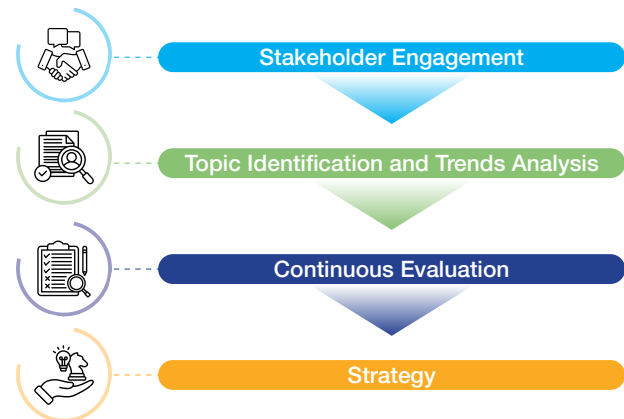 Stakeholder Engagement
Topic Identification and Trends Analysis
Continuous Evaluation
Strategy